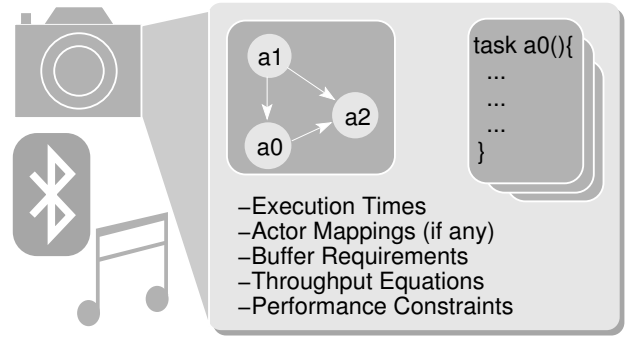 a1
a2
a0
task a0(){
...
...
...
}
–Execution Times
–Actor Mappings (if any)
–Buffer Requirements
–Throughput Equations
–Performance Constraints